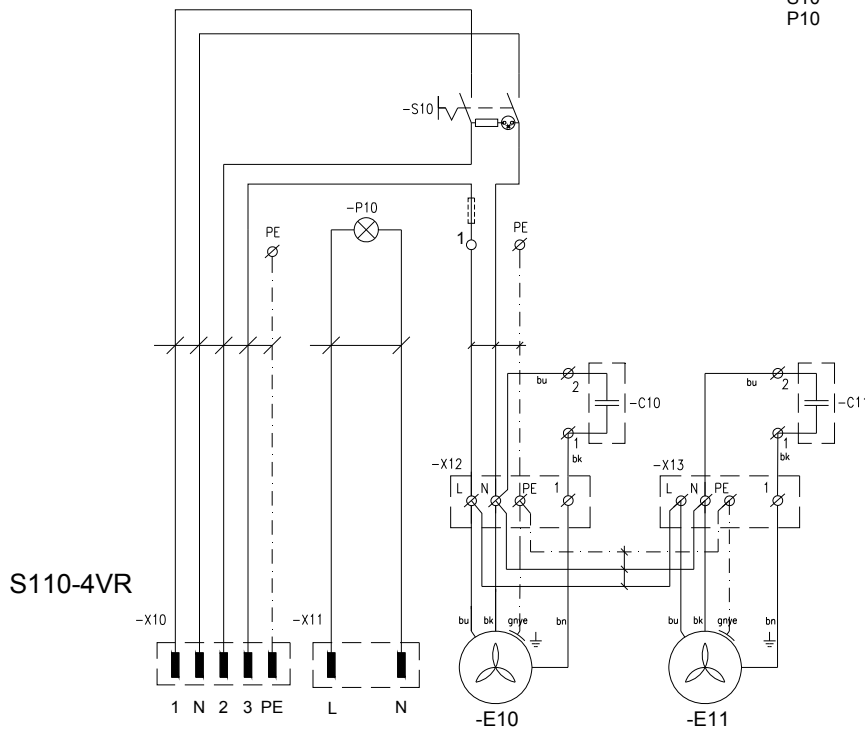 S10
P10
-S10
-P10
PE
1
PE
bu
2
-C10
1
bk
bu
2
-C11
1
bk
-X12
L N PE 1
-X13
L N PE 1
S110-4VR
-X10
-X11
bu bk gnye bn
bu bk gnye bn
1 N 2 3 PE
L N
-E10
-E11